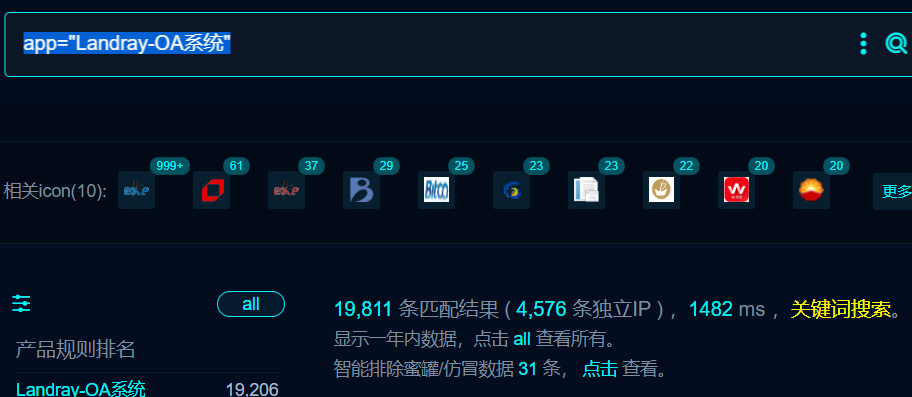 app="Landray-OA系统"
999+ 61 37 29 25 23 23 22 20 20
相关icon(10): 更多
all
19,811 条匹配结果 ( 4,576 条独立IP ) ， 1482 ms ，关键词搜索。
显示一年内数据，点击 all 查看所有。
产品规则排名
智能排除蜜罐/仿冒数据 31 条， 点击 查看。
Landray-OA系统 19,206